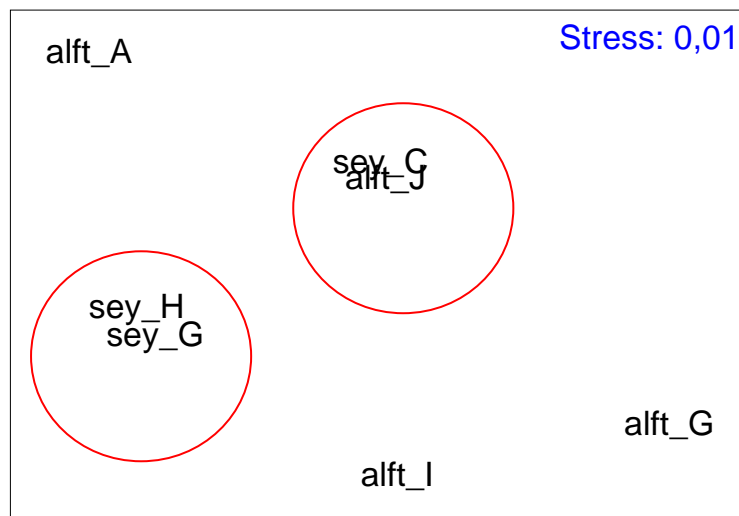 Stress: 0,01
alft_A
sey_C
alft_J
sey_H
sey_G
alft_G
alft_I